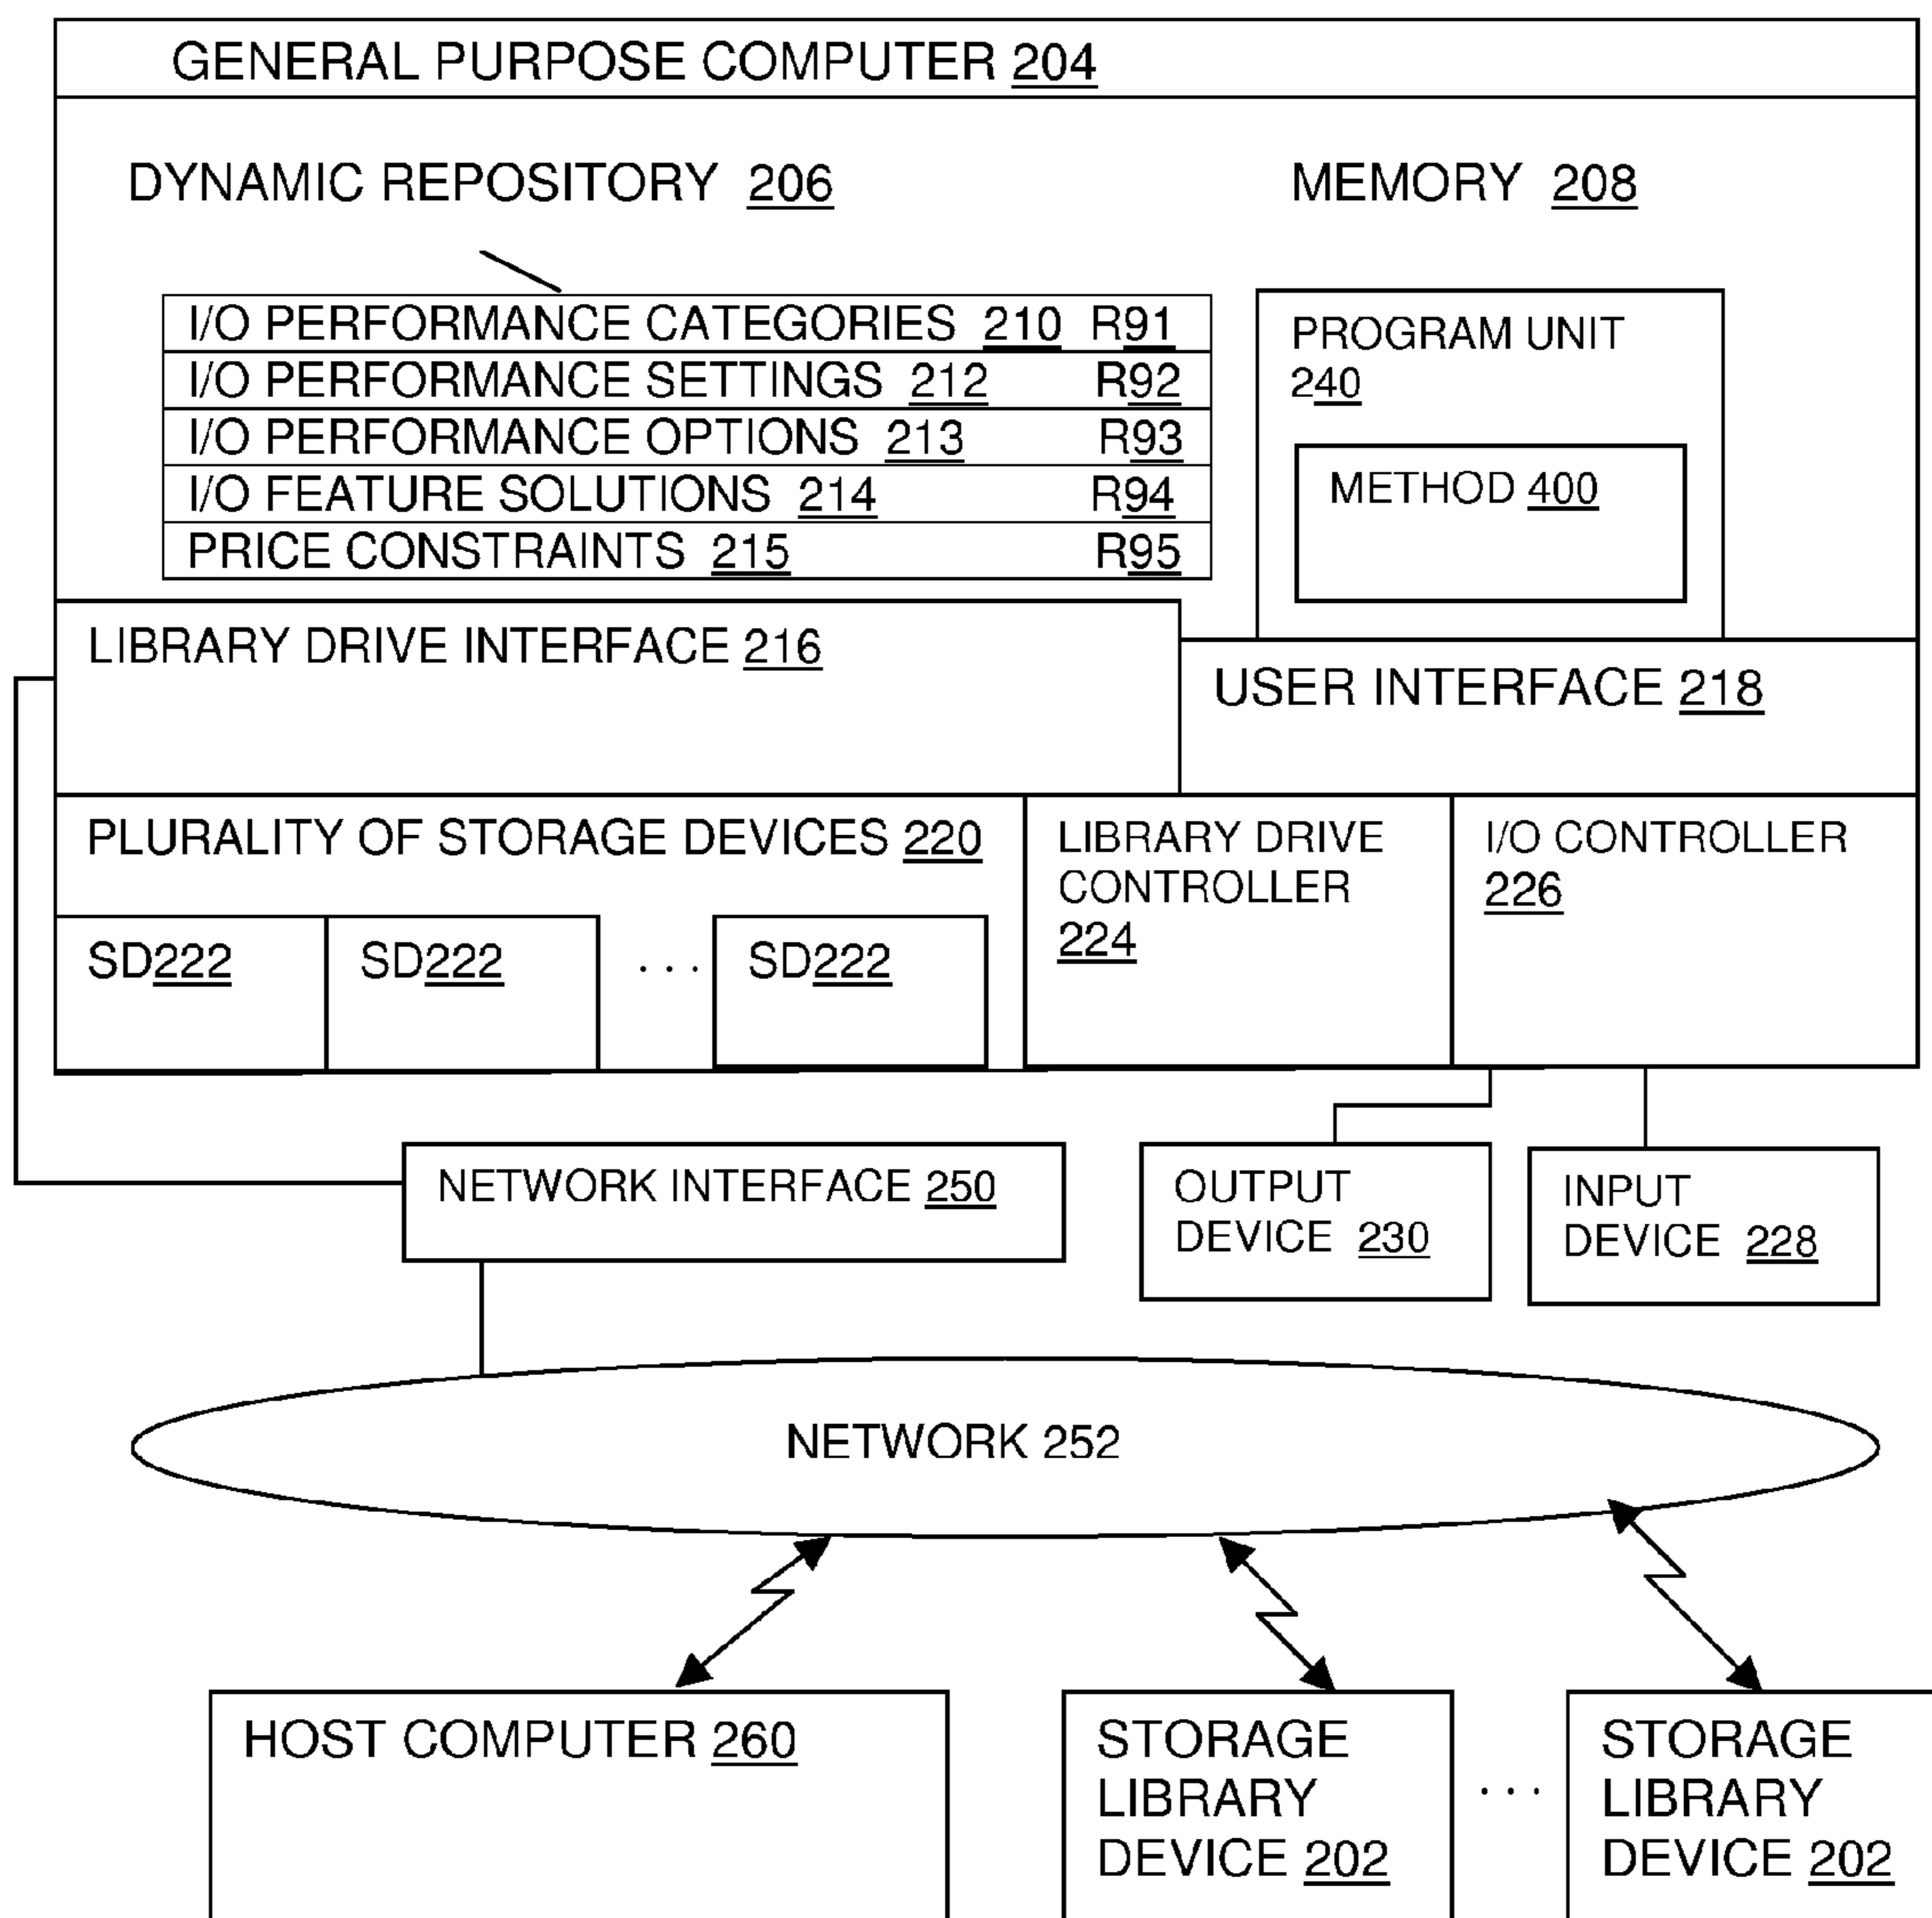 GENERAL PURPOSE COMPUTER 204
DYNAMIC REPOSITORY 206
MEMORY 208
I/O PERFORMANCE CATEGORIES 210 R91
I/O PERFORMANCE SETTINGS 212 R92
I/O PERFORMANCE OPTIONS 213 R93
I/O FEATURE SOLUTIONS 214 R94
PRICE CONSTRAINTS 215 R95
PROGRAM UNIT
240
METHOD 400
LIBRARY DRIVE INTERFACE 216
USER INTERFACE 218
PLURALITY OF STORAGE DEVICES 220
SD222
SD222
. . .
SD222
LIBRARY DRIVE
CONTROLLER
224
I/O CONTROLLER
226
NETWORK INTERFACE 250
OUTPUT
DEVICE 230
INPUT
DEVICE 228
NETWORK 252
HOST COMPUTER 260
STORAGE
LIBRARY
DEVICE 202
. . .
STORAGE
LIBRARY
DEVICE 202